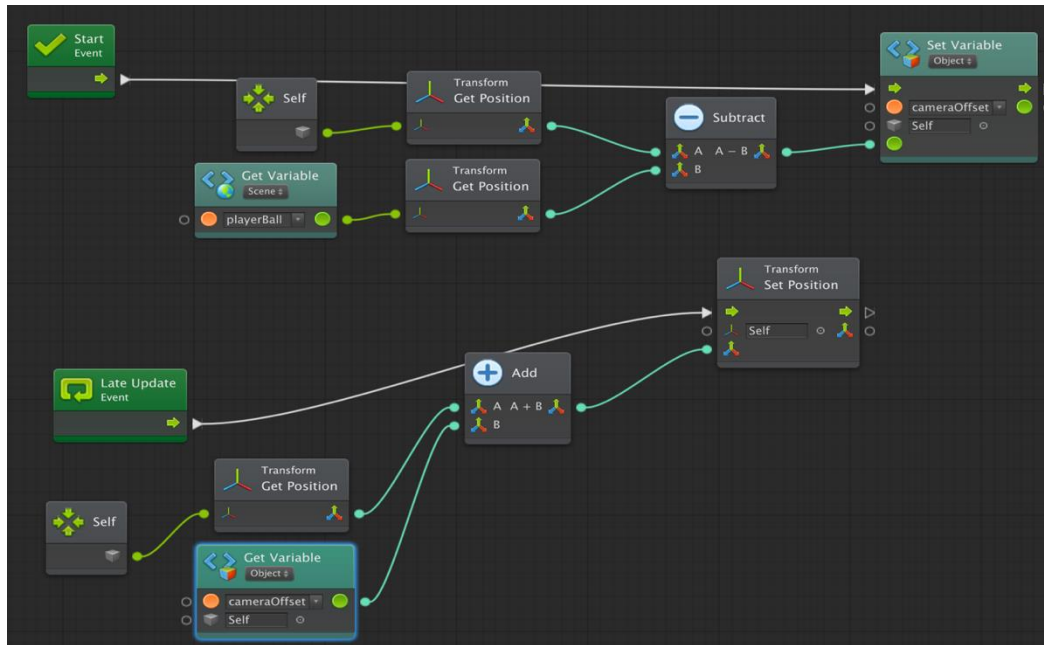 Start
Event
Self
Transform
Get Position
Get Variable
Scene
playerBall
Transform
Get Position
Subtract
A A − B
B
Set Variable
Object
cameraOffset
Self
Transform
Set Position
Self
Late Update
Event
Add
A A + B
B
Transform
Get Position
Self
Get Variable
Object
cameraOffset
Self